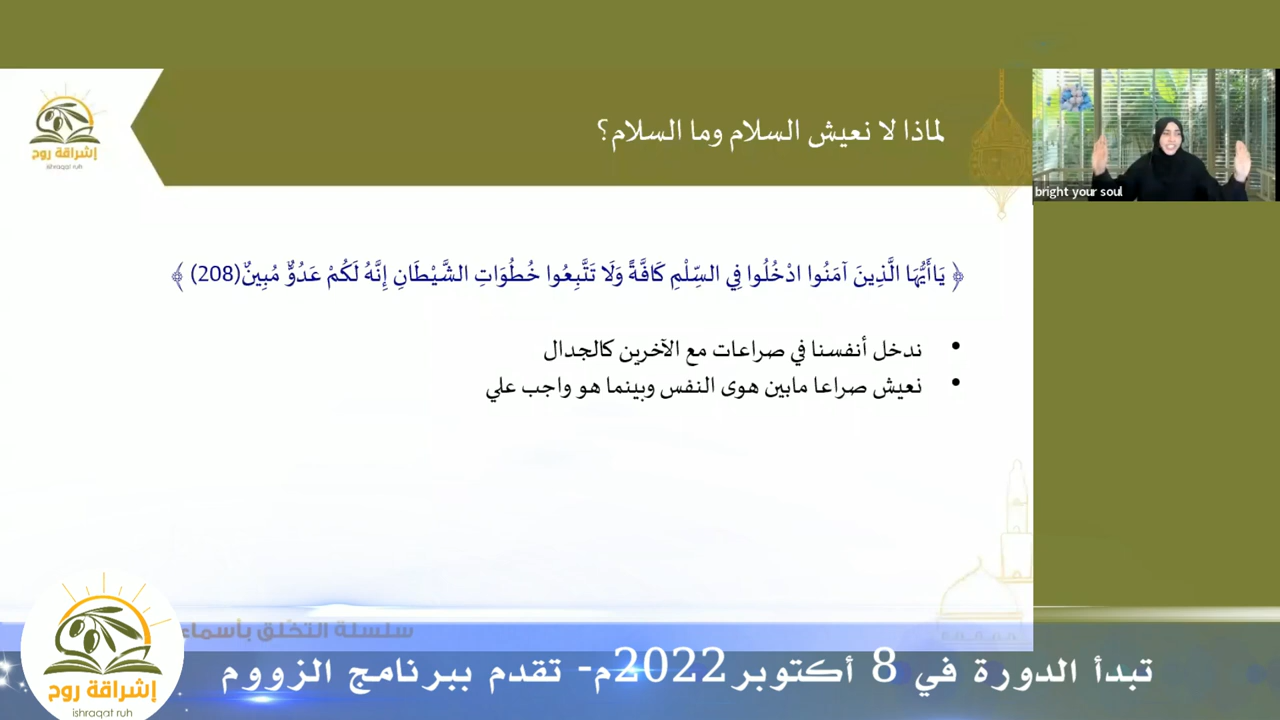 لماذا لا نعيش السلام وما السلام؟
إشراقة روح
ishraqat ruh
bright your soul
﴿ يَاأَيُّهَا الَّذِينَ آمَنُوا ادْخُلُوا فِي السِّلْمِ كَافَّةً وَلَا تَتَّبِعُوا خُطُوَاتِ الشَّيْطَانِ إِنَّهُ لَكُمْ عَدُوٌّ مُبِينٌ(208) ﴾
• ندخل أنفسنا في صراعات مع الآخرين كالجدال
• نعيش صراعا مابين هوى النفس وبينما هو واجب علي
سلسلة التخلق بأسماء
تبدأ الدورة في 8 أكتوبر2022م- تقدم ببرنامج الزووم
إشراقة روح
ishraqat ruh